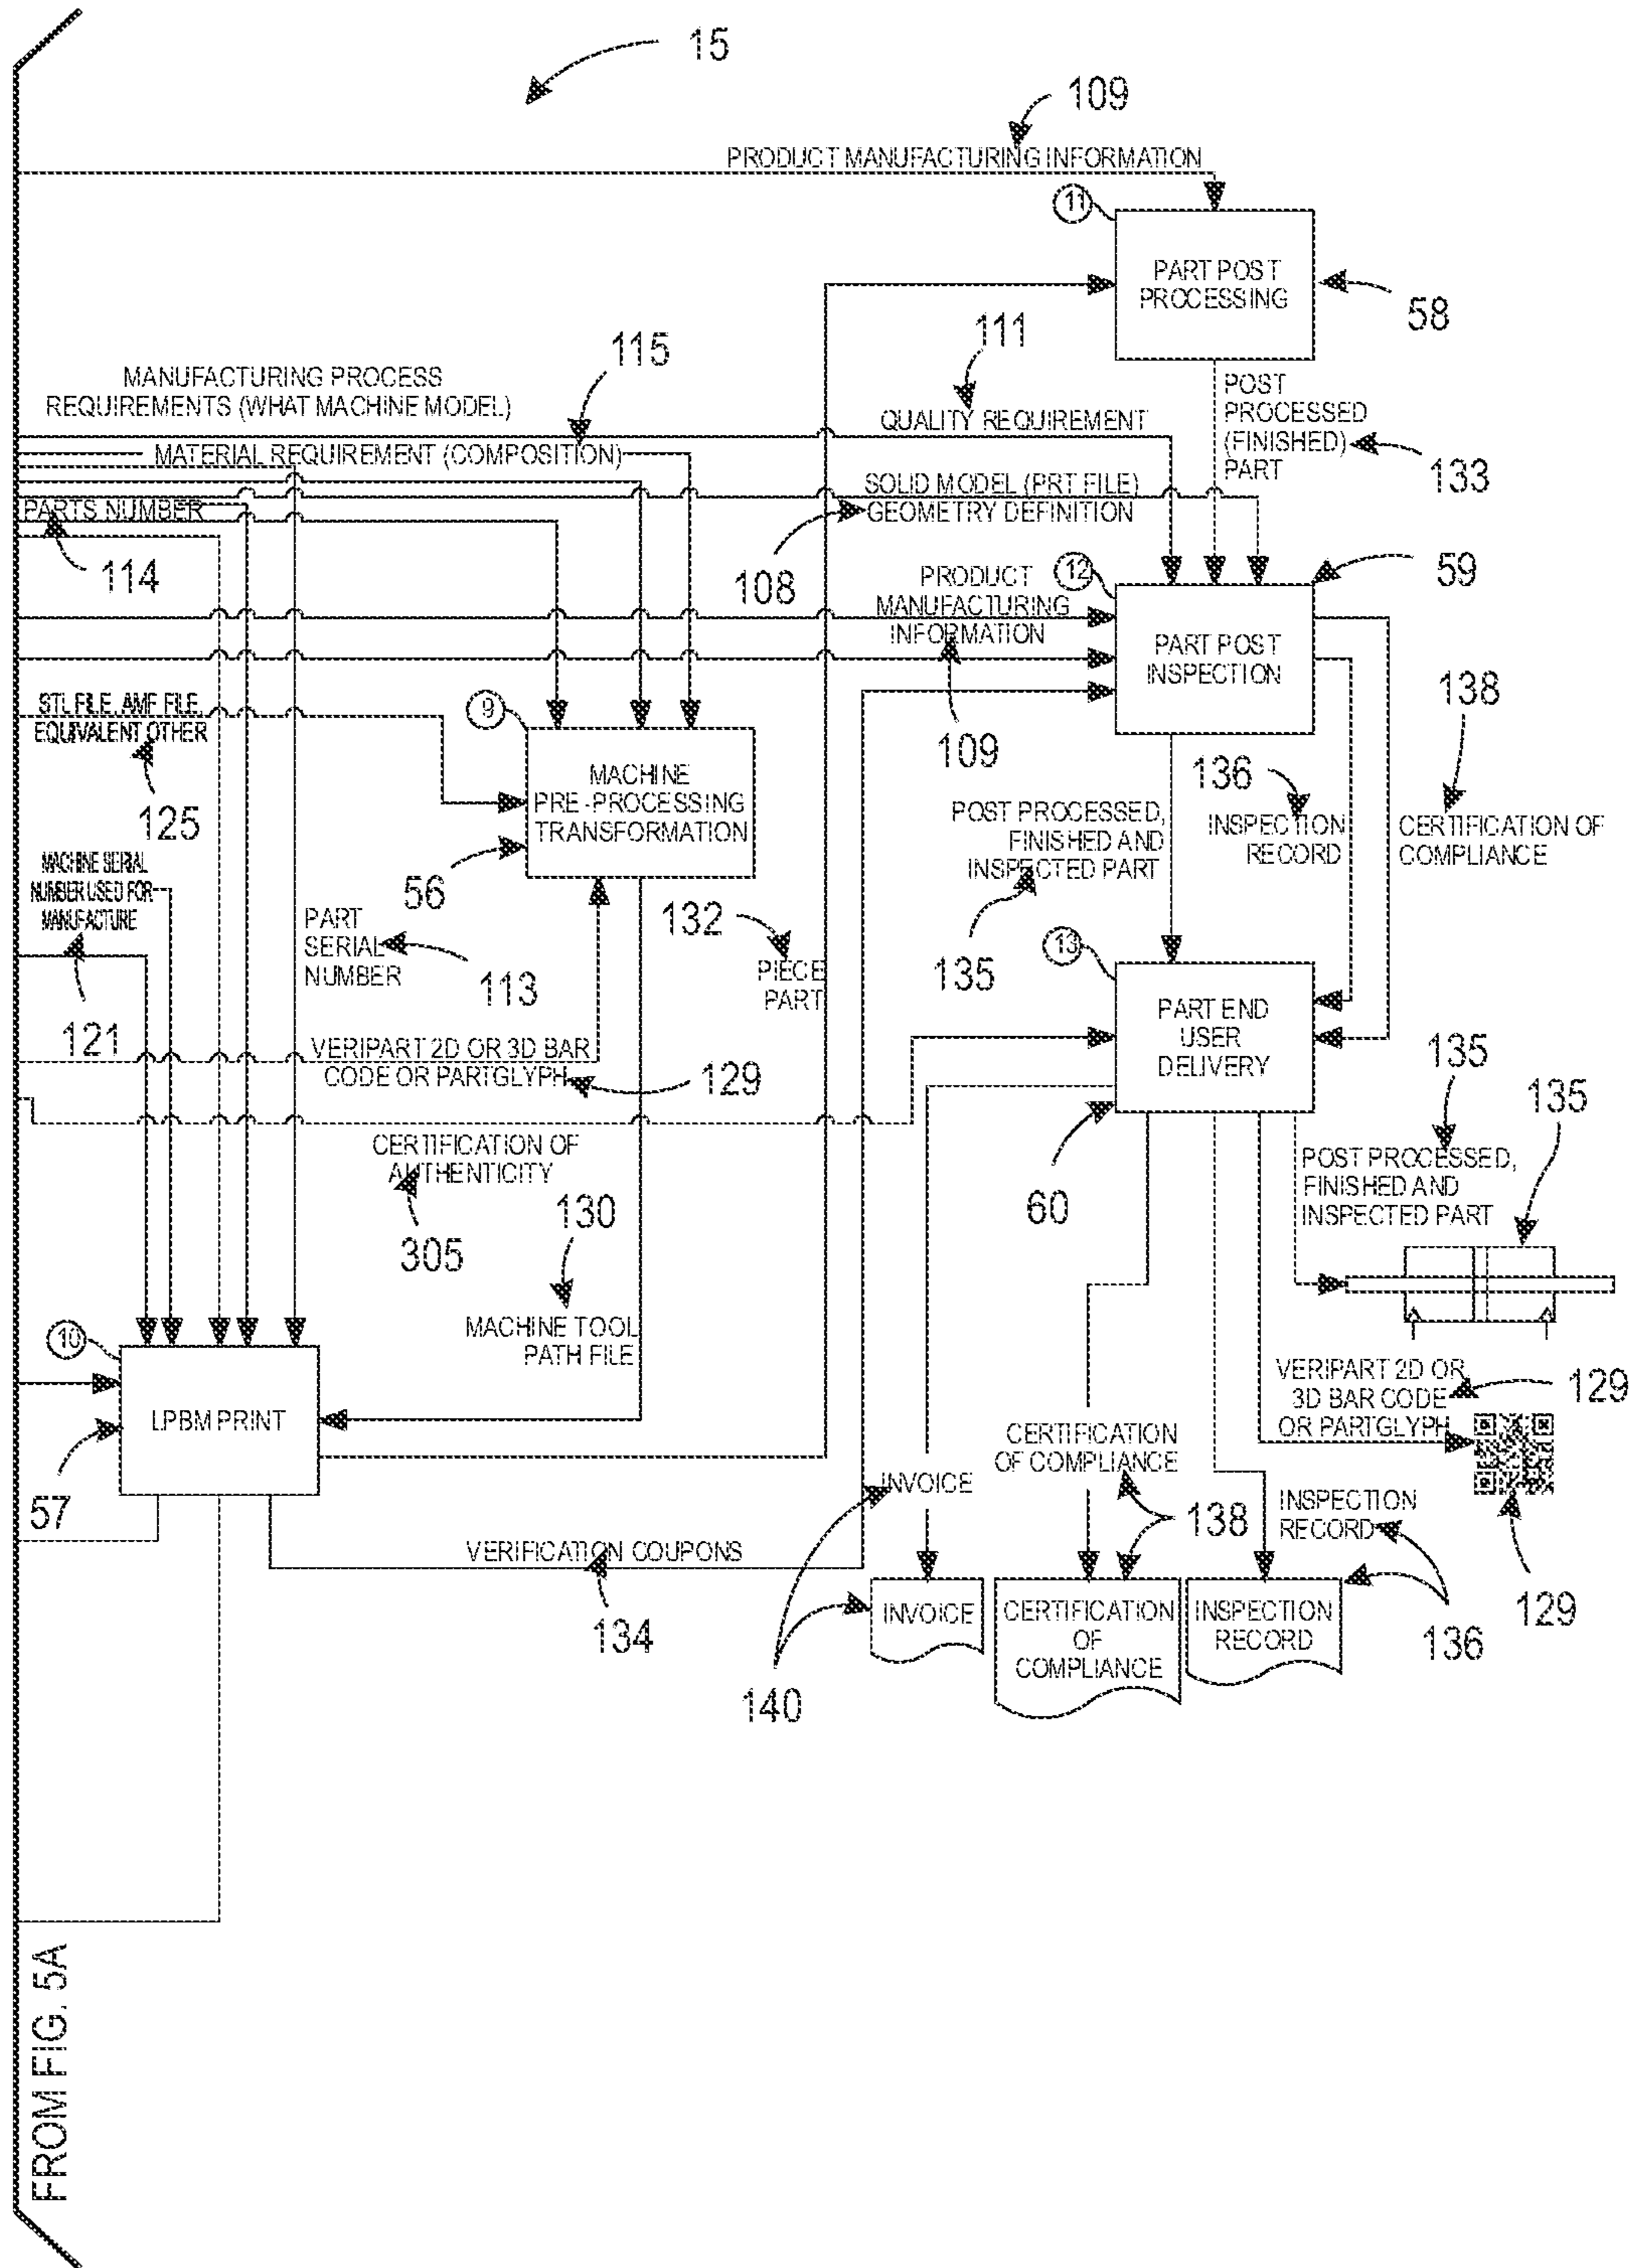 15
109
PRODUCT MANUFACTURING INFORMATION
11
PART POST
PROCESSING
58
111
115
MANUFACTURING PROCESS
REQUIREMENTS (WHAT MACHINE MODEL)
QUALITY REQUIREMENT
POST
PROCESSED
(FINISHED)
PART
133
MATERIAL REQUIREMENT (COMPOSITION)
SOLID MODEL (PRT FILE)
GEOMETRY DEFINITION
PARTS NUMBER
114
108
12
59
PRODUCT
MANUFACTURING
INFORMATION
109
PART POST
INSPECTION
STL FILE, AMF FILE,
EQUIVALENT OTHER
125
9
MACHINE
PRE-PROCESSING
TRANSFORMATION
56
138
136
POST PROCESSED,
FINISHED AND
INSPECTED PART
135
INSPECTION
RECORD
CERTIFICATION OF
COMPLIANCE
MACHINE SERIAL
NUMBER USED FOR
MANUFACTURE
121
PART
SERIAL
NUMBER
113
132
PIECE
PART
13
PART END
USER
DELIVERY
60
VERIPART 2D OR 3D BAR
CODE OR PARTGLYPH
129
CERTIFICATION OF
AUTHENTICITY
305
130
MACHINE TOOL
PATH FILE
135
POST PROCESSED,
FINISHED AND
INSPECTED PART
135
10
LPBM PRINT
57
VERIPART 2D OR
3D BAR CODE
OR PARTGLYPH
129
129
CERTIFICATION
OF COMPLIANCE
138
INVOICE
INSPECTION
RECORD
136
VERIFICATION COUPONS
134
140
INVOICE
CERTIFICATION
OF
COMPLIANCE
INSPECTION
RECORD
FROM FIG. 5A